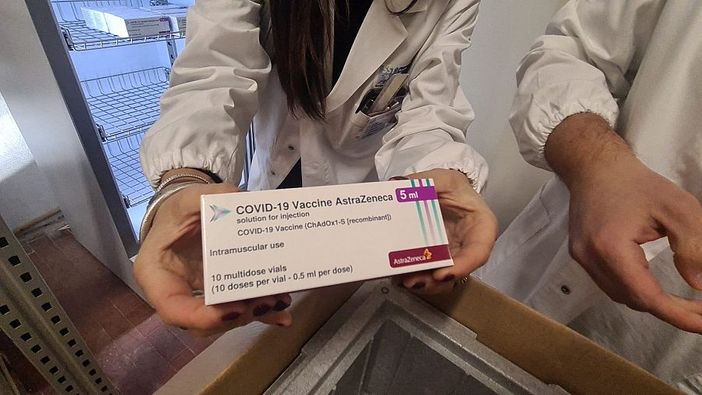 COVID-19 Vaccine AstraZeneca
5 ml
solution for injection
COVID-19 Vaccine (ChAdOx1-S [recombinant])
Intramuscular use
10 multidose vials
(10 doses per vial - 0.5 ml per dose)
AstraZeneca